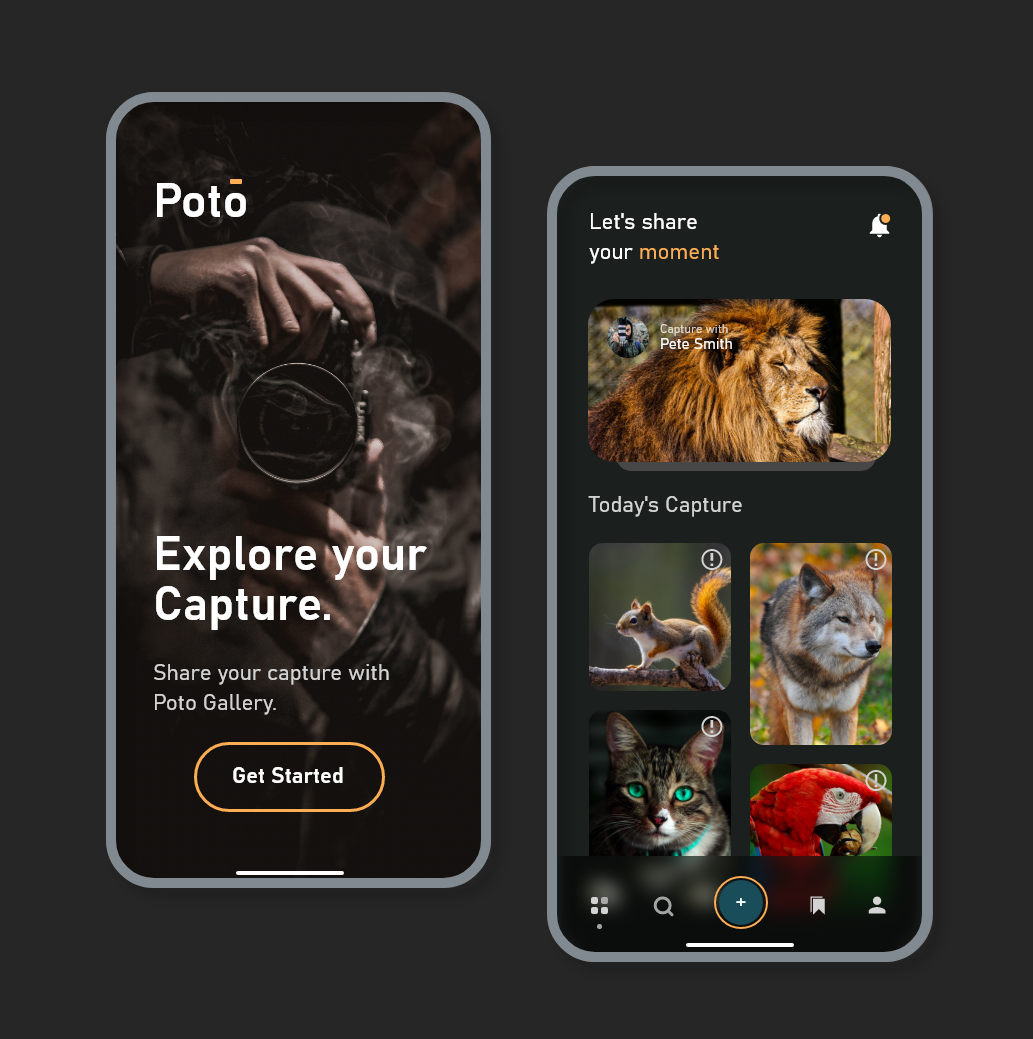 Potō
Explore your
Capture.
Share your capture with
Poto Gallery.
Get Started
Let's share
your moment
Capture with
Pete Smith
Today's Capture